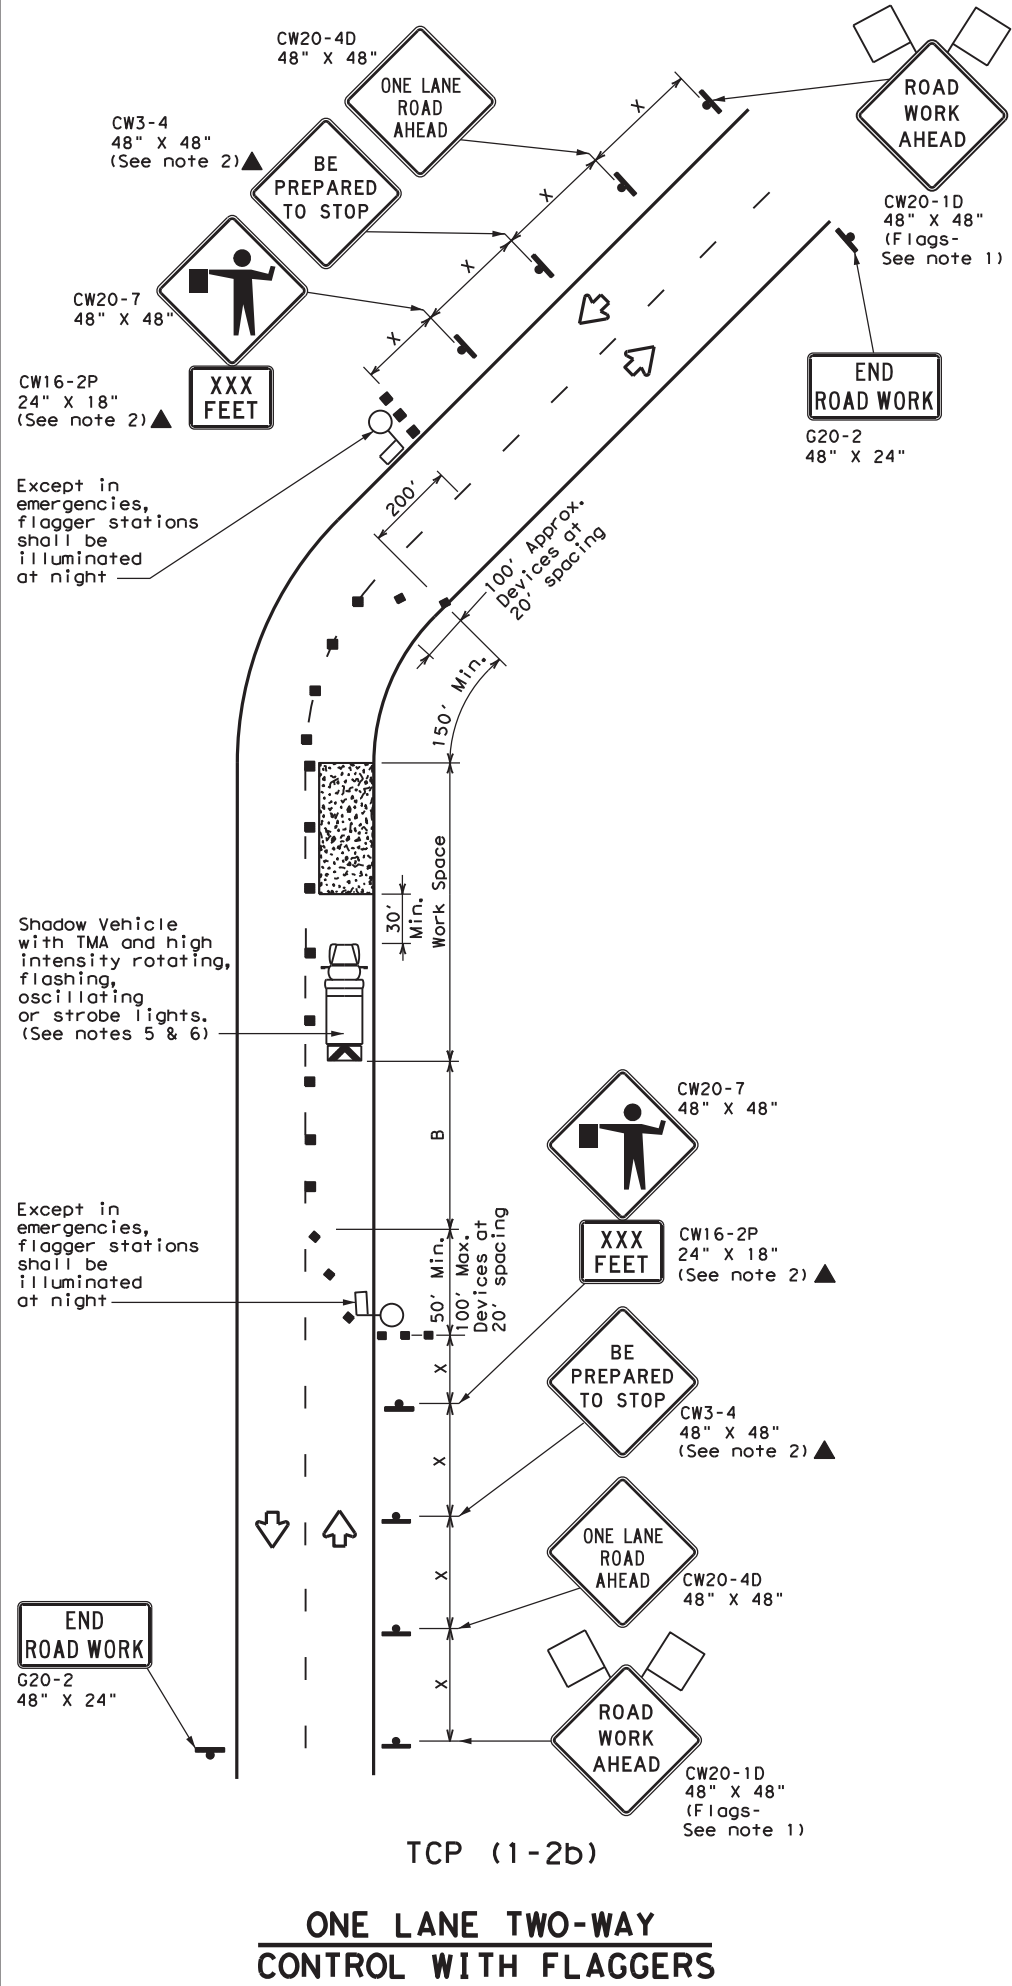 CW20-4D
48" X 48"
ONE LANE
ROAD
AHEAD
CW3-4
48" X 48"
(See note 2)
BE
PREPARED
TO STOP
CW20-7
48" X 48"
CW16-2P
24" X 18"
(See note 2)
XXX
FEET
X
X
X
X
ROAD
WORK
AHEAD
CW20-1D
48" X 48"
(Flags-
See note 1)
END
ROAD WORK
G20-2
48" X 24"
Except in
emergencies,
flagger stations
shall be
illuminated
at night
200'
100' Approx.
Devices at
20' spacing
150' Min.
Work Space
30'
Min.
Shadow Vehicle
with TMA and high
intensity rotating,
flashing,
oscillating
or strobe lights.
(See notes 5 & 6)
B
CW20-7
48" X 48"
XXX
FEET
CW16-2P
24" X 18"
(See note 2)
Except in
emergencies,
flagger stations
shall be
illuminated
at night
50' Min.
100' Max.
Devices at
20' spacing
X
X
X
X
BE
PREPARED
TO STOP
CW3-4
48" X 48"
(See note 2)
ONE LANE
ROAD
AHEAD
CW20-4D
48" X 48"
END
ROAD WORK
G20-2
48" X 24"
ROAD
WORK
AHEAD
CW20-1D
48" X 48"
(Flags-
See note 1)
TCP (1-2b)
ONE LANE TWO-WAY
CONTROL WITH FLAGGERS